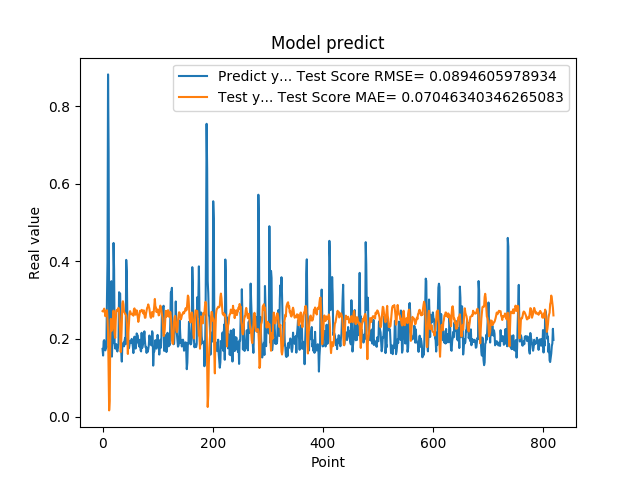 Model predict
Predict y... Test Score RMSE= 0.0894605978934
Test y... Test Score MAE= 0.07046340346265083
Real value
0.8
0.6
0.4
0.2
0.0
0 200 400 600 800
Point